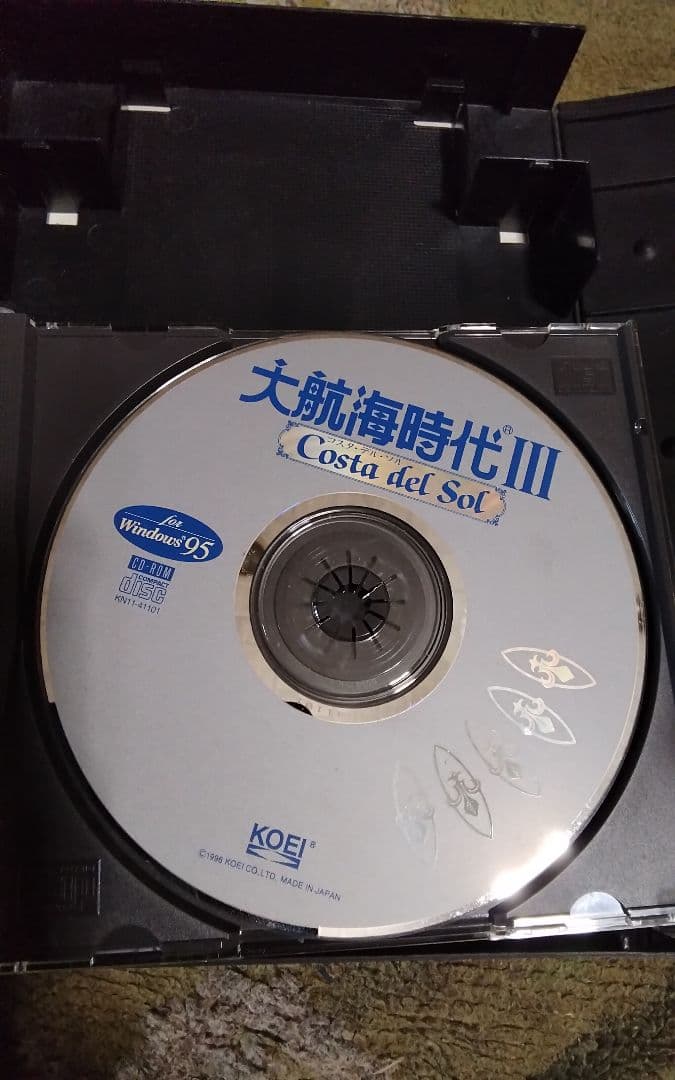 大航海時代® III
コスタ・デル・ソル
Costa del Sol
for
Windows® 95
CD-ROM
COMPACT
disc
KN11-41101
KOEI ®
©1996 KOEI CO.,LTD. MADE IN JAPAN